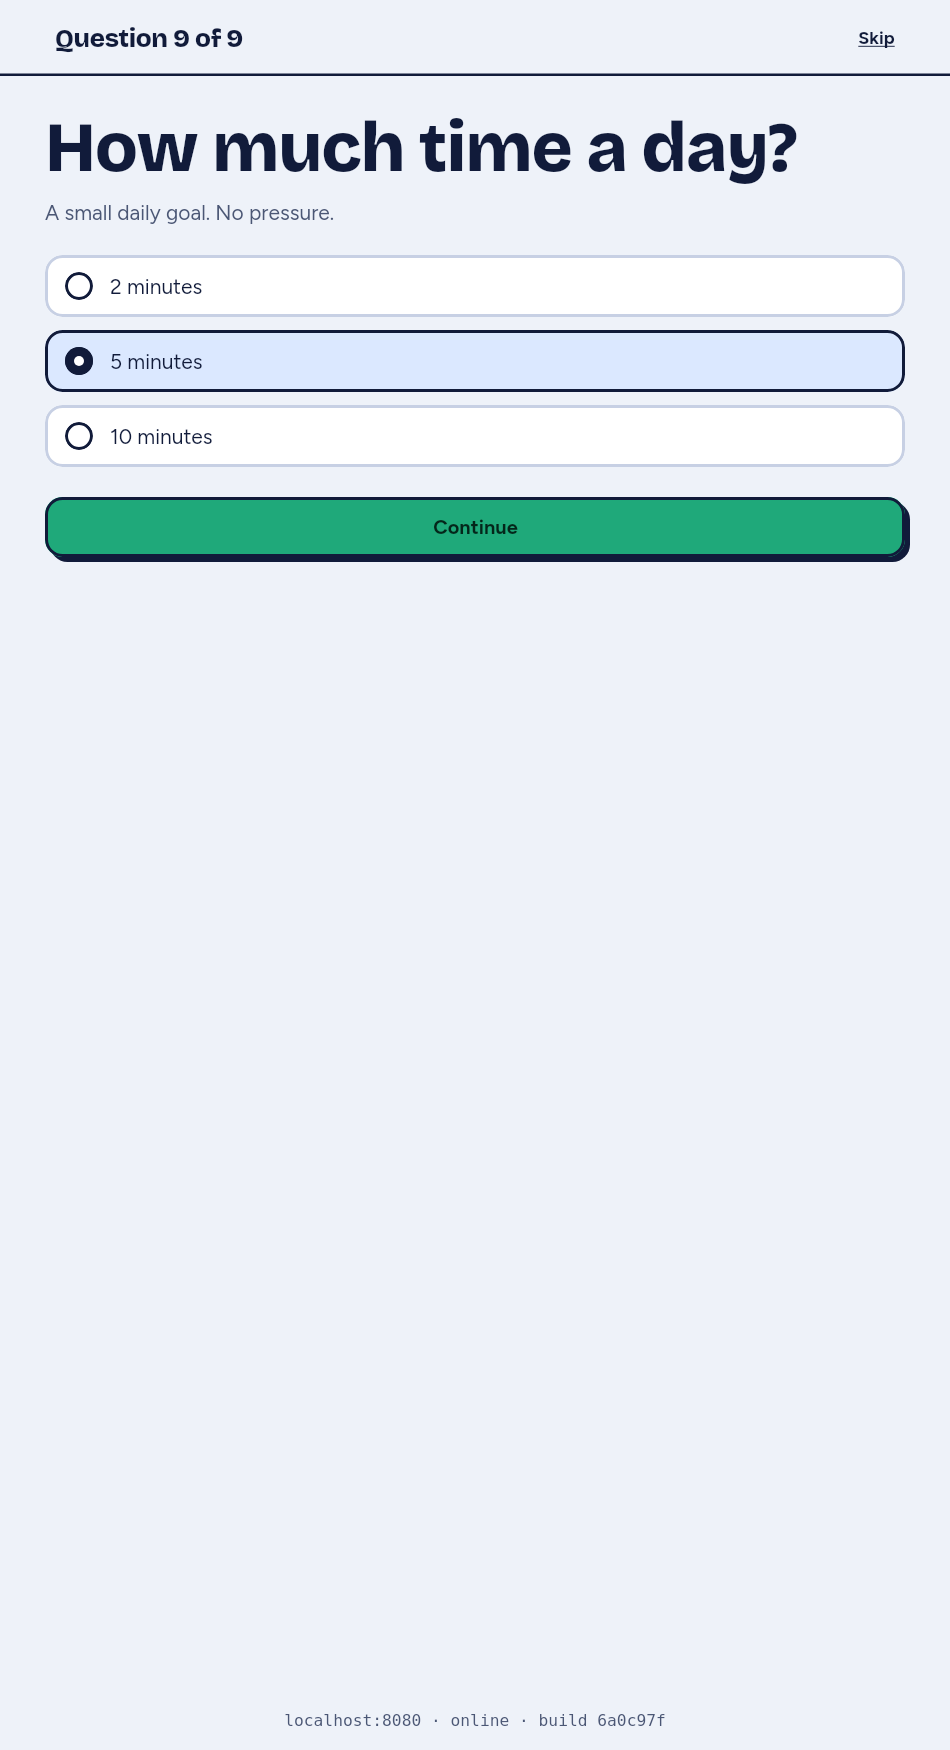 Question 9 of 9
Skip
How much time a day?
A small daily goal. No pressure.
2 minutes
5 minutes
10 minutes
Continue
localhost:8080 · online · build 6a0c97f